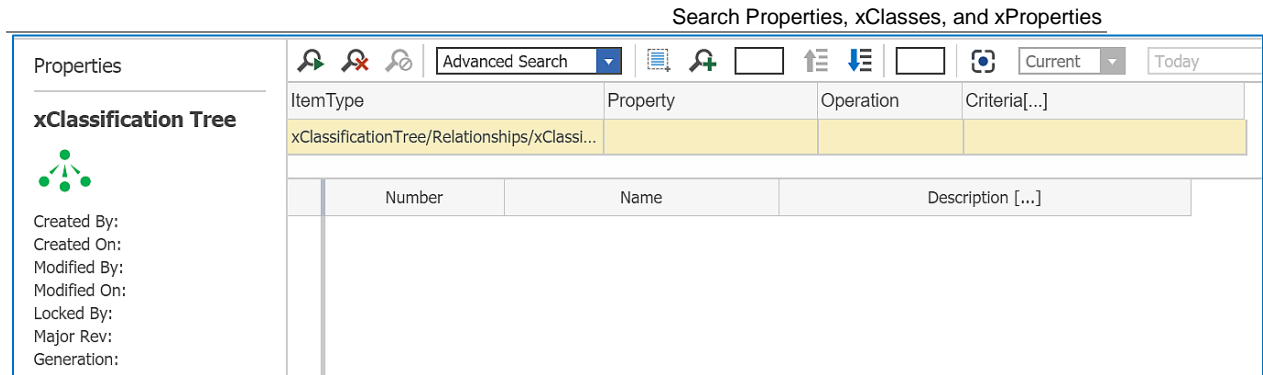 Search Properties, xClasses, and xProperties
Properties
xClassification Tree
Created By:
Created On:
Modified By:
Modified On:
Locked By:
Major Rev:
Generation:
Advanced Search Current Today
ItemType Property Operation Criteria[...]
xClassificationTree/Relationships/xClassi...
Number Name Description [...]